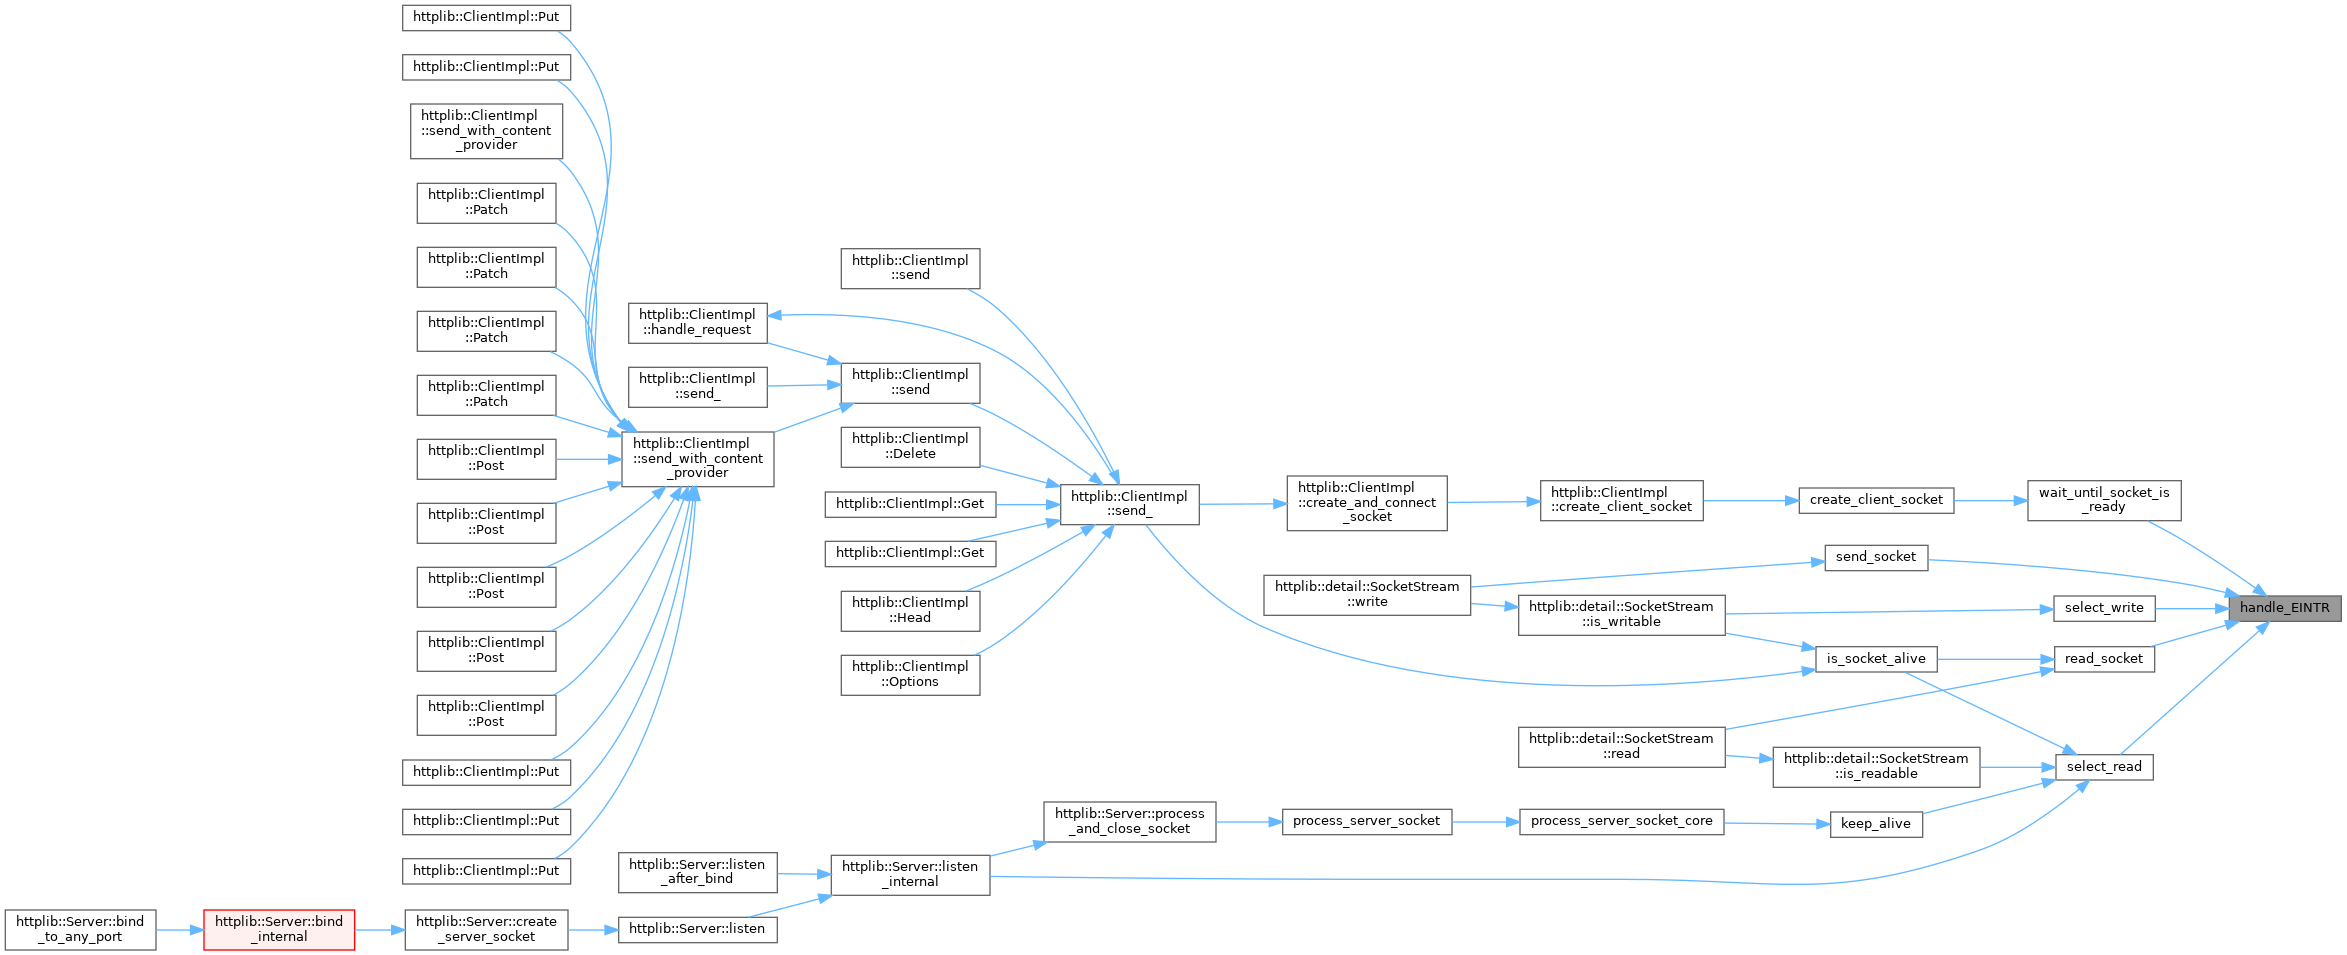 httplib::ClientImpl::Put
httplib::ClientImpl::Put
httplib::ClientImpl
::send_with_content
_provider
httplib::ClientImpl
::Patch
httplib::ClientImpl
::Patch
httplib::ClientImpl
::Patch
httplib::ClientImpl
::Patch
httplib::ClientImpl
::Post
httplib::ClientImpl
::Post
httplib::ClientImpl
::Post
httplib::ClientImpl
::Post
httplib::ClientImpl
::Post
httplib::ClientImpl::Put
httplib::ClientImpl::Put
httplib::ClientImpl::Put
httplib::Server::bind
_to_any_port
httplib::Server::bind
_internal
httplib::Server::create
_server_socket
httplib::ClientImpl
::handle_request
httplib::ClientImpl
::send_
httplib::ClientImpl
::send_with_content
_provider
httplib::Server::listen
_after_bind
httplib::Server::listen
httplib::ClientImpl
::send
httplib::ClientImpl
::send
httplib::ClientImpl
::Delete
httplib::ClientImpl::Get
httplib::ClientImpl::Get
httplib::ClientImpl
::Head
httplib::ClientImpl
::Options
httplib::Server::listen
_internal
httplib::ClientImpl
::send_
httplib::Server::process
_and_close_socket
httplib::ClientImpl
::create_and_connect
_socket
httplib::detail::SocketStream
::write
process_server_socket
httplib::ClientImpl
::create_client_socket
httplib::detail::SocketStream
::is_writable
httplib::detail::SocketStream
::read
process_server_socket_core
create_client_socket
send_socket
is_socket_alive
httplib::detail::SocketStream
::is_readable
keep_alive
wait_until_socket_is
_ready
select_write
read_socket
select_read
handle_EINTR